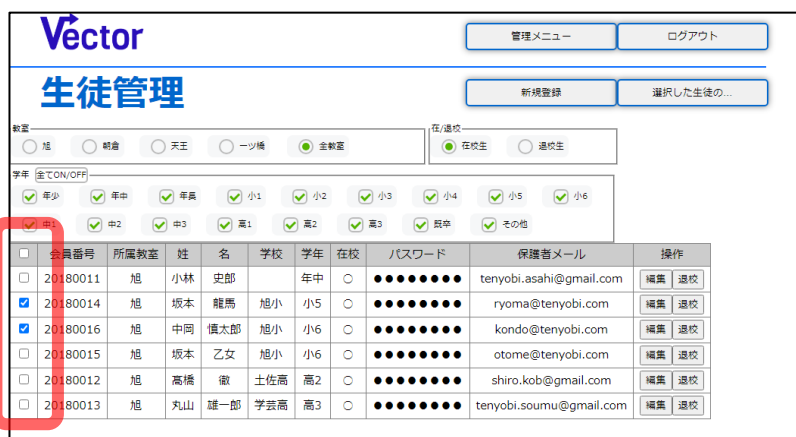 Vector
管理メニュー ログアウト
生徒管理
新規登録 選択した生徒の...
教室
旭 朝倉 天王 一ツ橋 全教室
在/退校
在校生 退校生
学年 全てON/OFF
年少 年中 年長 小1 小2 小3 小4 小5 小6
中1 中2 中3 高1 高2 高3 既卒 その他
会員番号 所属教室 姓 名 学校 学年 在校 パスワード 保護者メール 操作
20180011 旭 小林 史郎 年中 ○ ●●●●●●●● tenyobi.asahi@gmail.com 編集 退校
20180014 旭 坂本 龍馬 旭小 小5 ○ ●●●●●●●● ryoma@tenyobi.com 編集 退校
20180016 旭 中岡 慎太郎 旭小 小6 ○ ●●●●●●●● kondo@tenyobi.com 編集 退校
20180015 旭 坂本 乙女 旭小 小6 ○ ●●●●●●●● otome@tenyobi.com 編集 退校
20180012 旭 高橋 徹 土佐高 高2 ○ ●●●●●●●● shiro.kob@gmail.com 編集 退校
20180013 旭 丸山 雄一郎 学芸高 高3 ○ ●●●●●●●● tenyobi.soumu@gmail.com 編集 退校